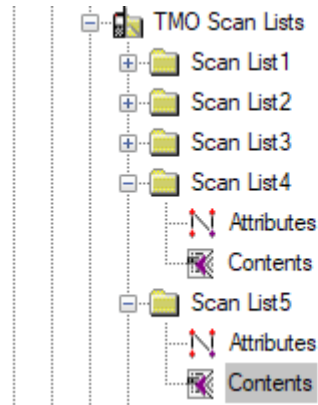 TMO Scan Lists
Scan List1
Scan List2
Scan List3
Scan List4
Attributes
Contents
Scan List5
Attributes
Contents